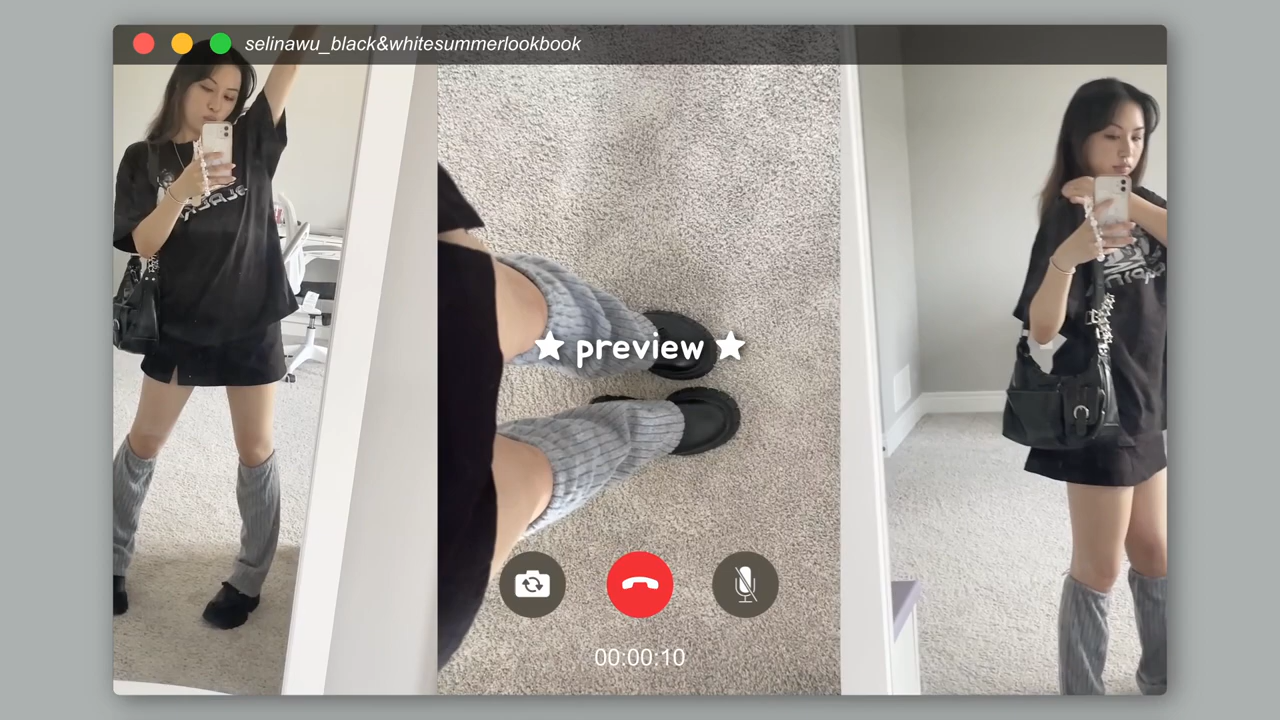 selinawu_black&whitesummerlookbook
★ preview ★
00:00:10